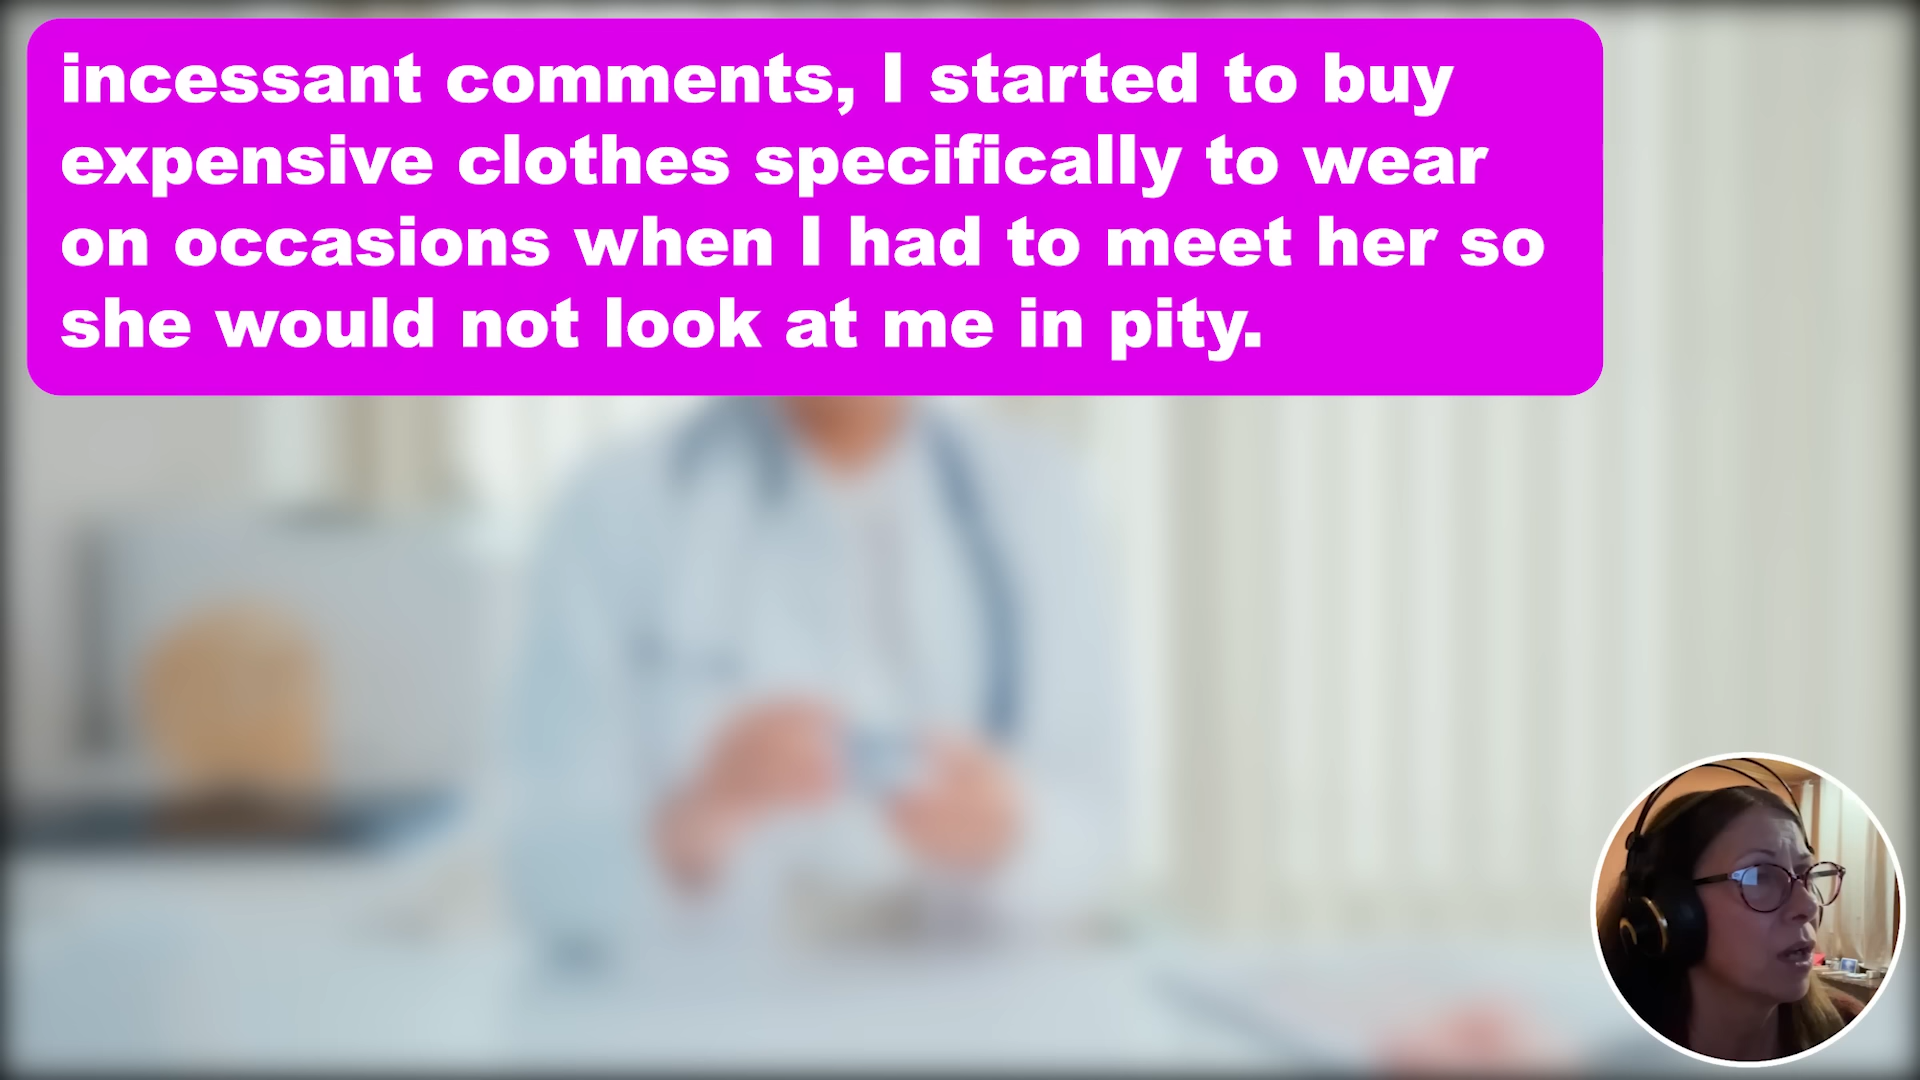 incessant comments, I started to buy
expensive clothes specifically to wear
on occasions when I had to meet her so
she would not look at me in pity.